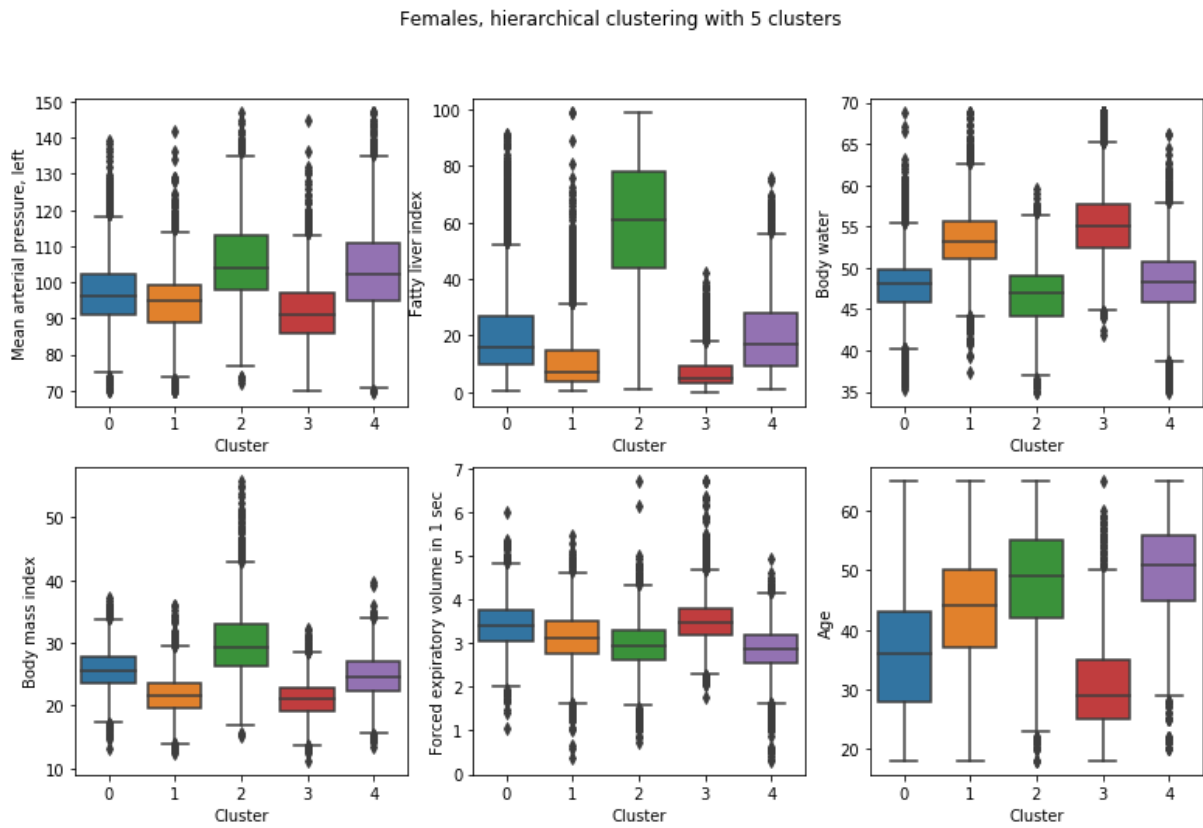 Females, hierarchical clustering with 5 clusters
Mean arterial pressure, left
150
140
130
120
110
100
90
80
70
0 1 2 3 4
Cluster
Fatty liver index
100
80
60
40
20
0
0 1 2 3 4
Cluster
Body water
70
65
60
55
50
45
40
35
0 1 2 3 4
Cluster
Body mass index
50
40
30
20
10
0 1 2 3 4
Cluster
Forced expiratory volume in 1 sec
7
6
5
4
3
2
1
0
0 1 2 3 4
Cluster
Age
60
50
40
30
20
0 1 2 3 4
Cluster